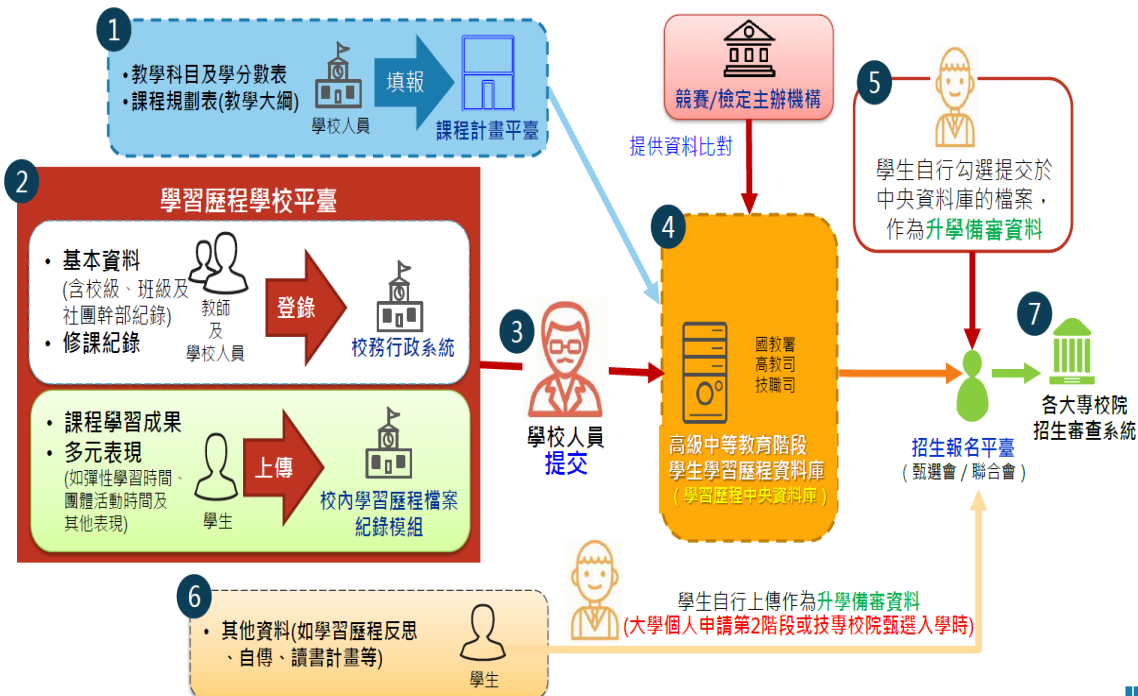 1
•教學科目及學分數表
•課程規劃表(教學大綱)
學校人員
填報
課程計畫平臺
競賽/檢定主辦機構
提供資料比對
5
學生自行勾選提交於
中央資料庫的檔案，
作為升學備審資料
2
學習歷程學校平臺
• 基本資料
(含校級、班級及
社團幹部紀錄)
• 修課紀錄
教師
及
學校人員
登錄
校務行政系統
• 課程學習成果
• 多元表現
(如彈性學習時間、
團體活動時間及
其他表現)
學生
上傳
校內學習歷程檔案
紀錄模組
3
學校人員
提交
4
國教署
高教司
技職司
高級中等教育階段
學生學習歷程資料庫
(學習歷程中央資料庫)
招生報名平臺
(甄選會/聯合會)
7
各大專校院
招生審查系統
6
• 其他資料(如學習歷程反思
、自傳、讀書計畫等)
學生
學生自行上傳作為升學備審資料
(大學個人申請第2階段或技專校院甄選入學時)